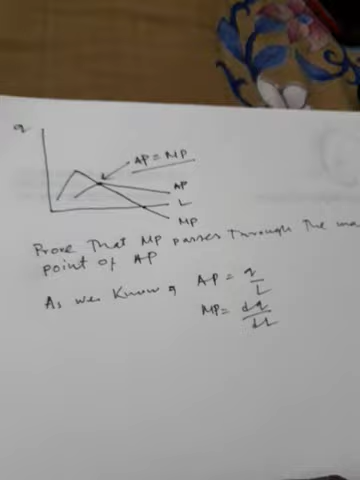 q
AP = MP
AP
L
MP
Prove that MP passes through the
point of AP
As we know q AP = q/L
MP = dq/dL